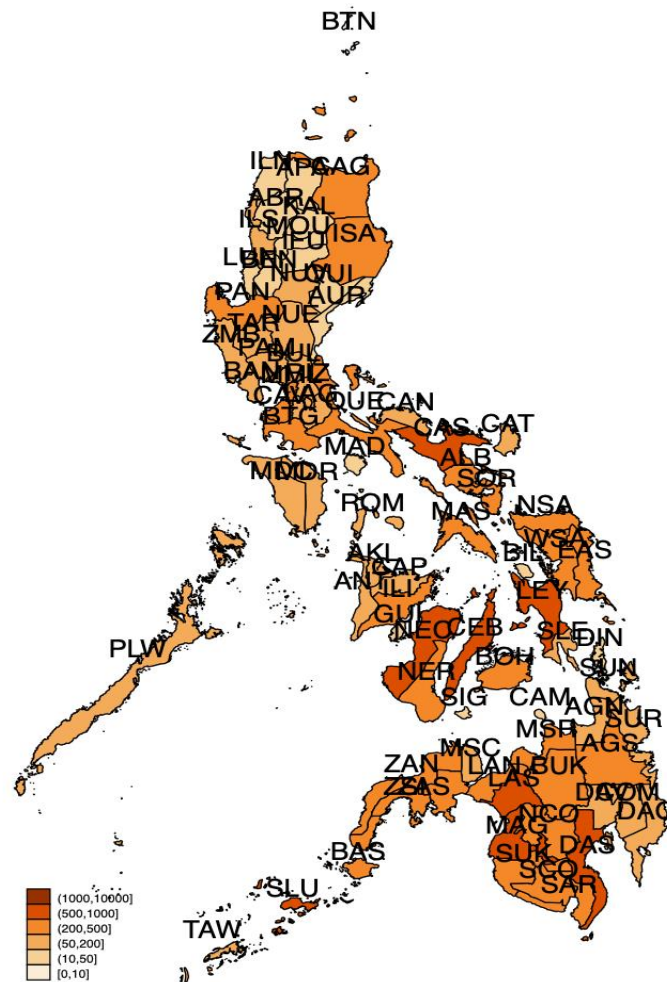 BTN
ILN
APA
CAG
ABR
KAL
ILS
MOU
ISA
IFU
LUN
BEN
NUV
QUI
PAN
AUR
NUE
TAR
ZMB
PAM
BUL
BAN
RIZ
CAV
LAG
QUE
CAN
BTG
CAS
CAT
MAD
ALB
SOR
MDC
MDR
ROM
MAS
NSA
WSA
EAS
BIL
AKL
CAP
ANT
ILI
LEY
GUI
NEC
CEB
SLE
DIN
PLW
NER
BOH
SUN
SIG
CAM
AGN
SUR
MSR
AGS
MSC
ZAN
LAN
BUK
LAS
ZAS
COM
NCO
DAO
MAG
DAS
BAS
SUK
SCO
SAR
SLU
TAW
(1000,10000]
(500,1000]
(200,500]
(50,200]
(10,50]
[0,10]